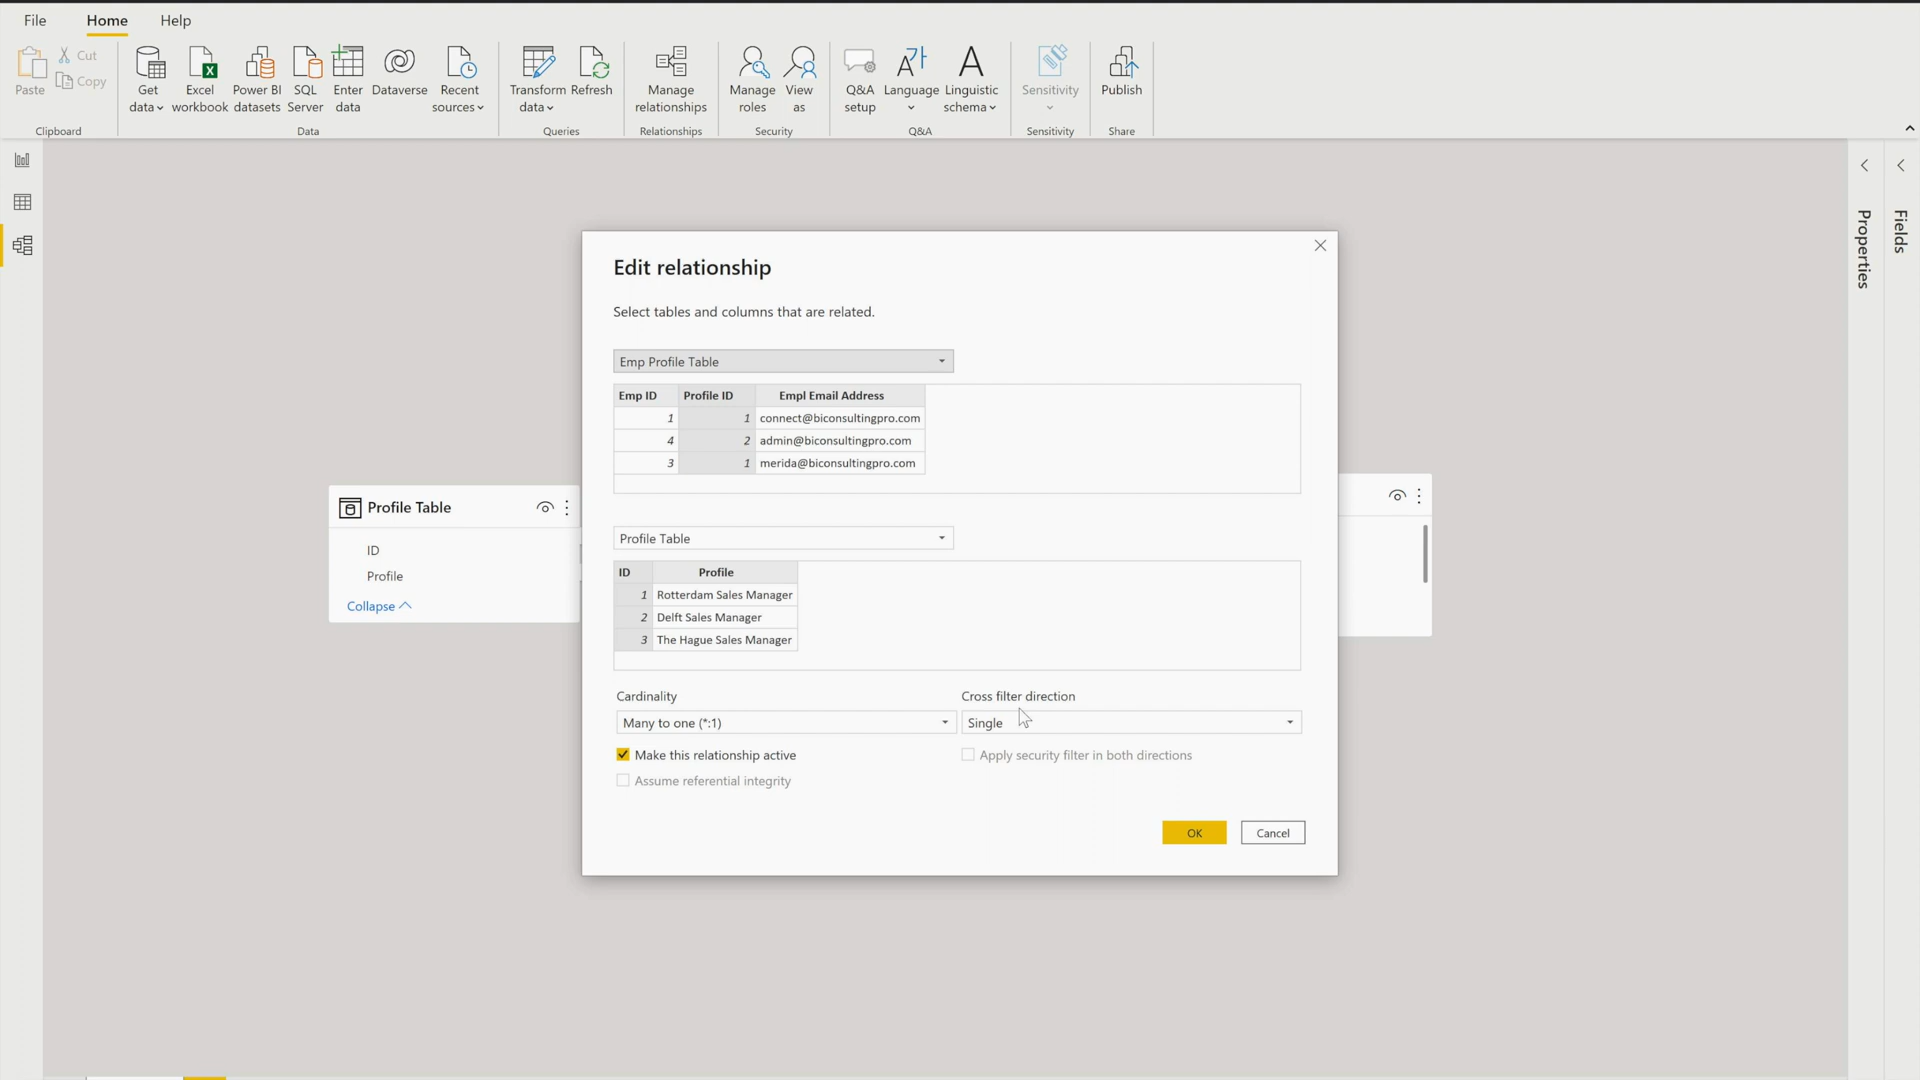 File Home Help
Paste Cut Copy
Get data Excel workbook Power BI datasets SQL Server Enter data Dataverse Recent sources
Transform data Refresh
Manage relationships
Manage roles View as
Q&A setup Language Linguistic schema
Sensitivity
Publish
Clipboard Data Queries Relationships Security Q&A Sensitivity Share
Properties
Fields
Edit relationship
Select tables and columns that are related.
Emp Profile Table
Emp ID Profile ID Empl Email Address
1 1 connect@biconsultingpro.com
4 2 admin@biconsultingpro.com
3 1 merida@biconsultingpro.com
Profile Table
ID
Profile
Collapse
Profile Table
ID Profile
1 Rotterdam Sales Manager
2 Delft Sales Manager
3 The Hague Sales Manager
Cardinality Cross filter direction
Many to one (*:1) Single
Make this relationship active Apply security filter in both directions
Assume referential integrity
OK Cancel